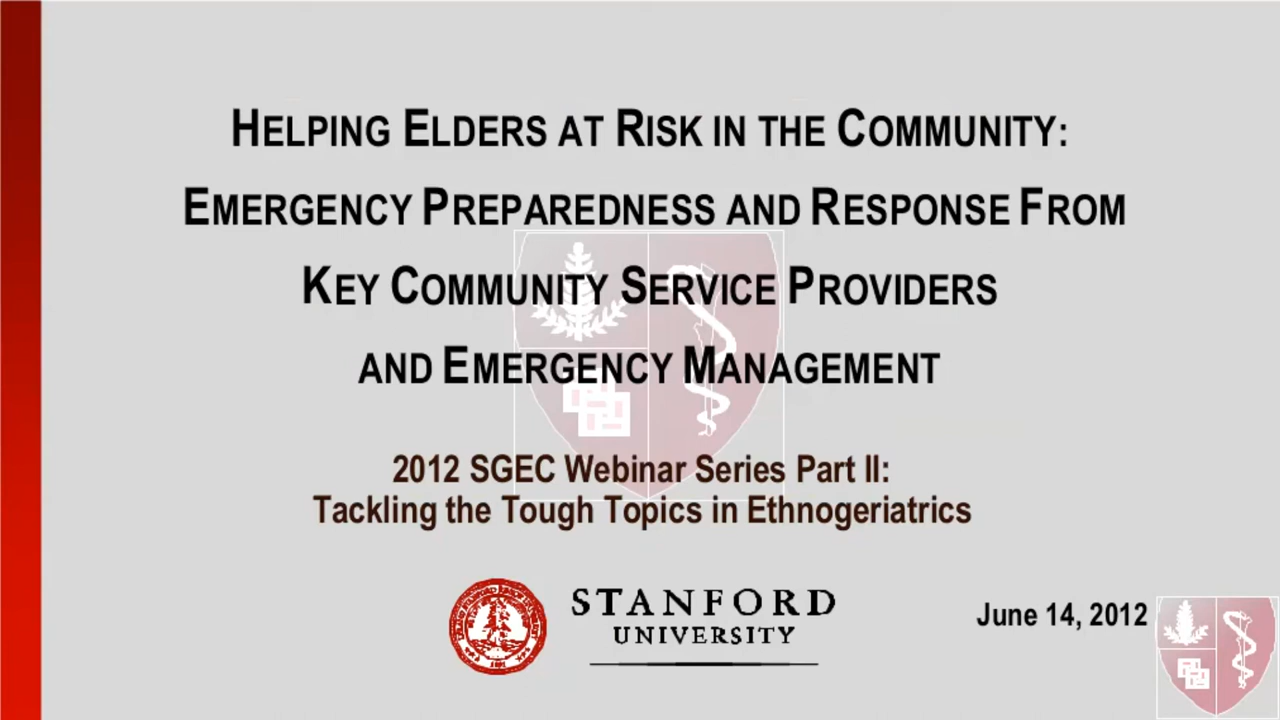 HELPING ELDERS AT RISK IN THE COMMUNITY:
EMERGENCY PREPAREDNESS AND RESPONSE FROM
KEY COMMUNITY SERVICE PROVIDERS
AND EMERGENCY MANAGEMENT
2012 SGEC Webinar Series Part II:
Tackling the Tough Topics in Ethnogeriatrics
STANFORD
UNIVERSITY
June 14, 2012